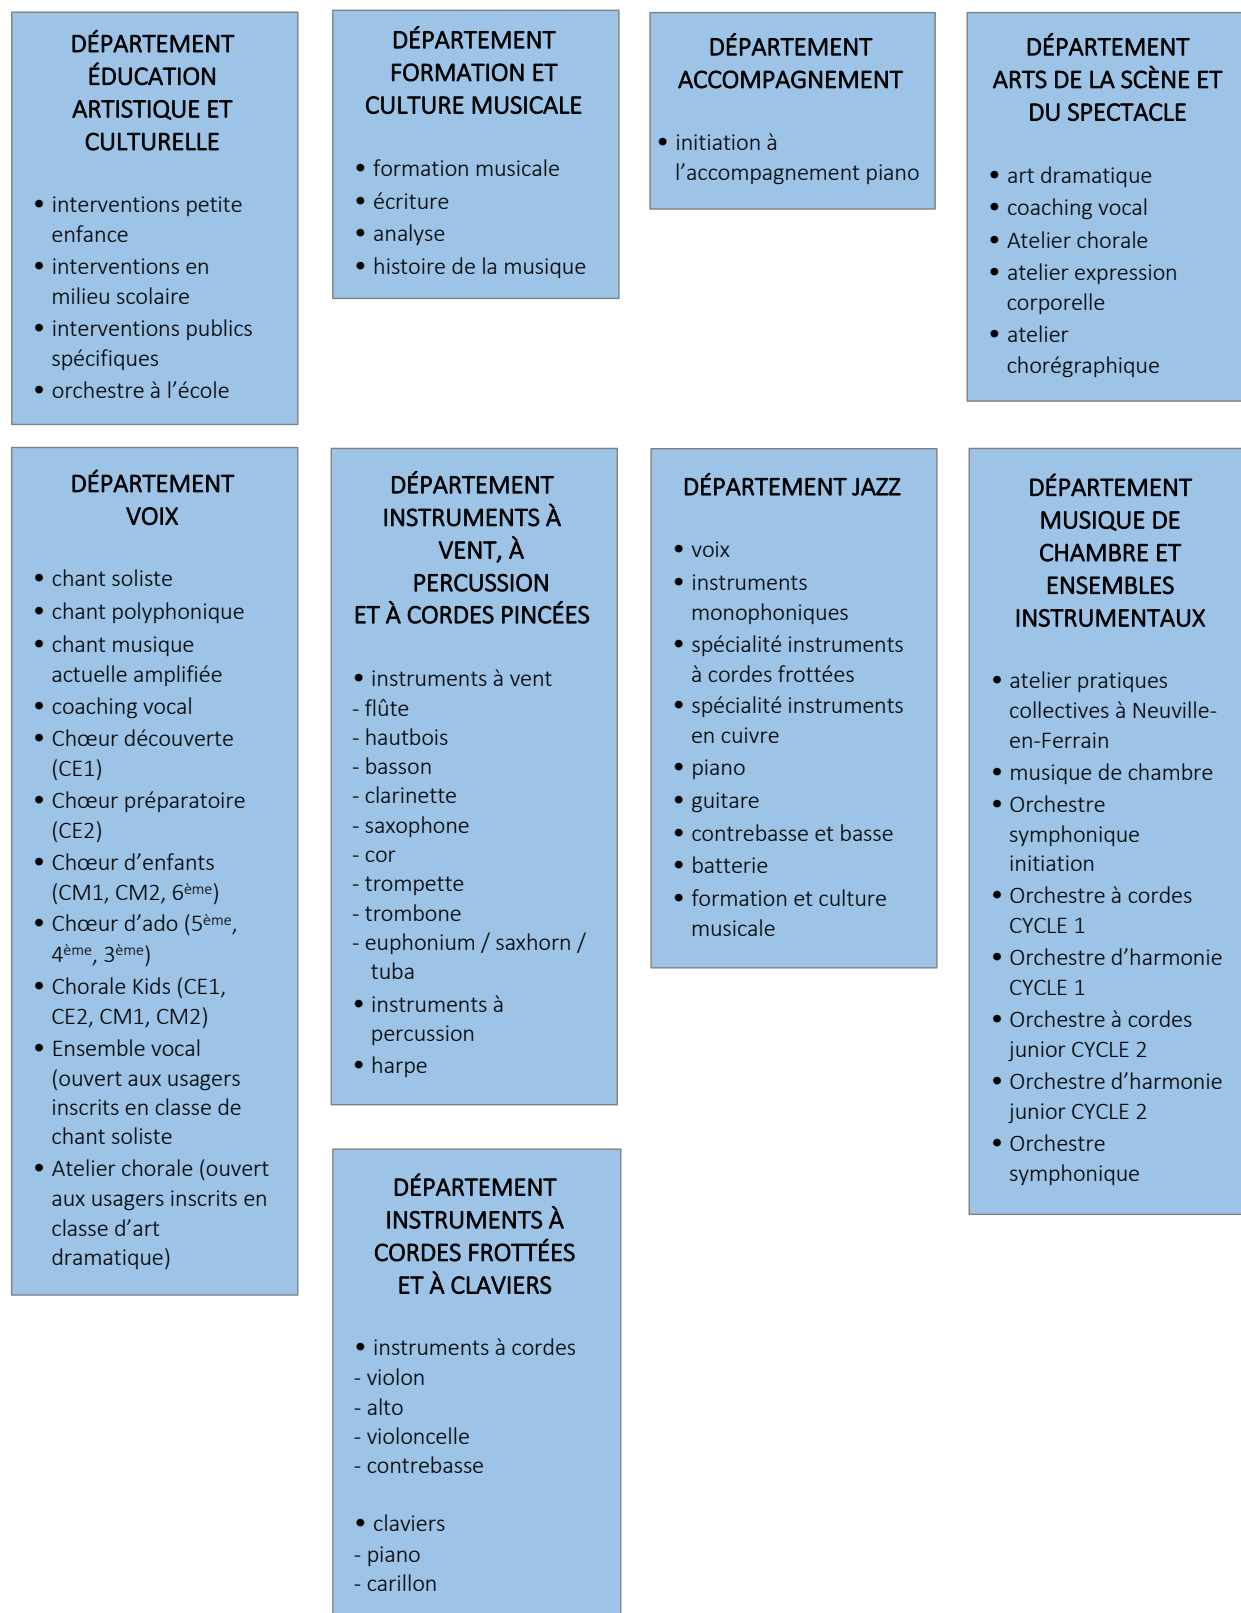 DÉPARTEMENT
ÉDUCATION
ARTISTIQUE ET
CULTURELLE
• interventions petite
enfance
• interventions en
milieu scolaire
• interventions publics
spécifiques
• orchestre à l’école
DÉPARTEMENT
FORMATION ET
CULTURE MUSICALE
• formation musicale
• écriture
• analyse
• histoire de la musique
DÉPARTEMENT
ACCOMPAGNEMENT
• initiation à
l’accompagnement piano
DÉPARTEMENT
ARTS DE LA SCÈNE ET
DU SPECTACLE
• art dramatique
• coaching vocal
• Atelier chorale
• atelier expression
corporelle
• atelier
chorégraphique
DÉPARTEMENT
VOIX
• chant soliste
• chant polyphonique
• chant musique
actuelle amplifiée
• coaching vocal
• Chœur découverte
(CE1)
• Chœur préparatoire
(CE2)
• Chœur d’enfants
(CM1, CM2, 6ème)
• Chœur d’ado (5ème,
4ème, 3ème)
• Chorale Kids (CE1,
CE2, CM1, CM2)
• Ensemble vocal
(ouvert aux usagers
inscrits en classe de
chant soliste
• Atelier chorale (ouvert
aux usagers inscrits en
classe d’art
dramatique)
DÉPARTEMENT
INSTRUMENTS À
VENT, À
PERCUSSION
ET À CORDES PINCÉES
• instruments à vent
- flûte
- hautbois
- basson
- clarinette
- saxophone
- cor
- trompette
- trombone
- euphonium / saxhorn /
tuba
• instruments à
percussion
• harpe
DÉPARTEMENT JAZZ
• voix
• instruments
monophoniques
• spécialité instruments
à cordes frottées
• spécialité instruments
en cuivre
• piano
• guitare
• contrebasse et basse
• batterie
• formation et culture
musicale
DÉPARTEMENT
MUSIQUE DE
CHAMBRE ET
ENSEMBLES
INSTRUMENTAUX
• atelier pratiques
collectives à Neuville-
en-Ferrain
• musique de chambre
• Orchestre
symphonique
initiation
• Orchestre à cordes
CYCLE 1
• Orchestre d’harmonie
CYCLE 1
• Orchestre à cordes
junior CYCLE 2
• Orchestre d’harmonie
junior CYCLE 2
• Orchestre
symphonique
DÉPARTEMENT
INSTRUMENTS À
CORDES FROTTÉES
ET À CLAVIERS
• instruments à cordes
- violon
- alto
- violoncelle
- contrebasse
• claviers
- piano
- carillon